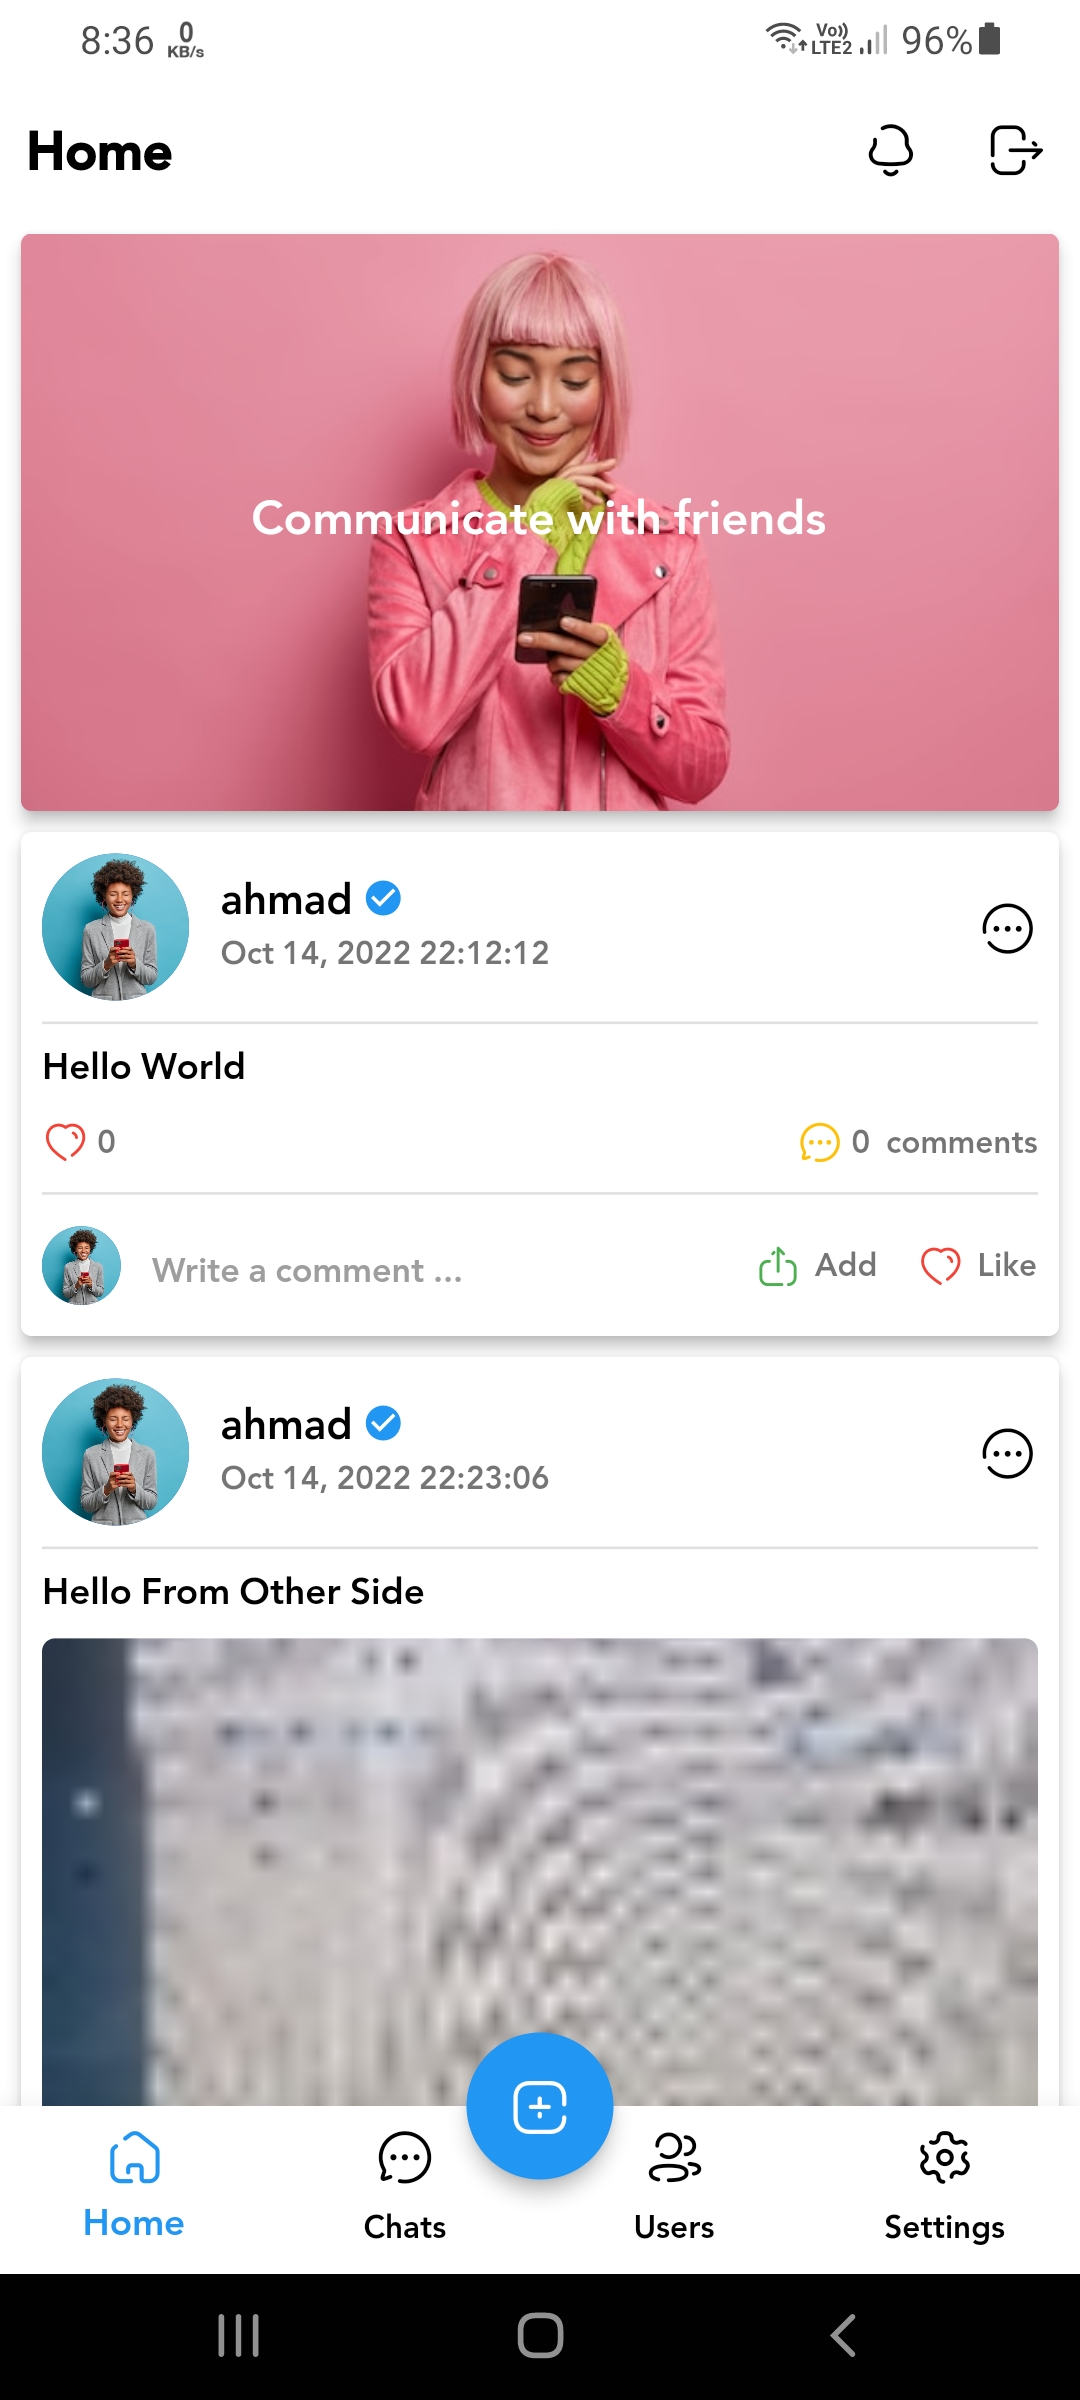 8:36 0 KB/s Vo)) LTE2 96%
Home
Communicate with friends
ahmad
Oct 14, 2022 22:12:12
Hello World
0 0 comments
Write a comment ... Add Like
ahmad
Oct 14, 2022 22:23:06
Hello From Other Side
Home Chats Users Settings